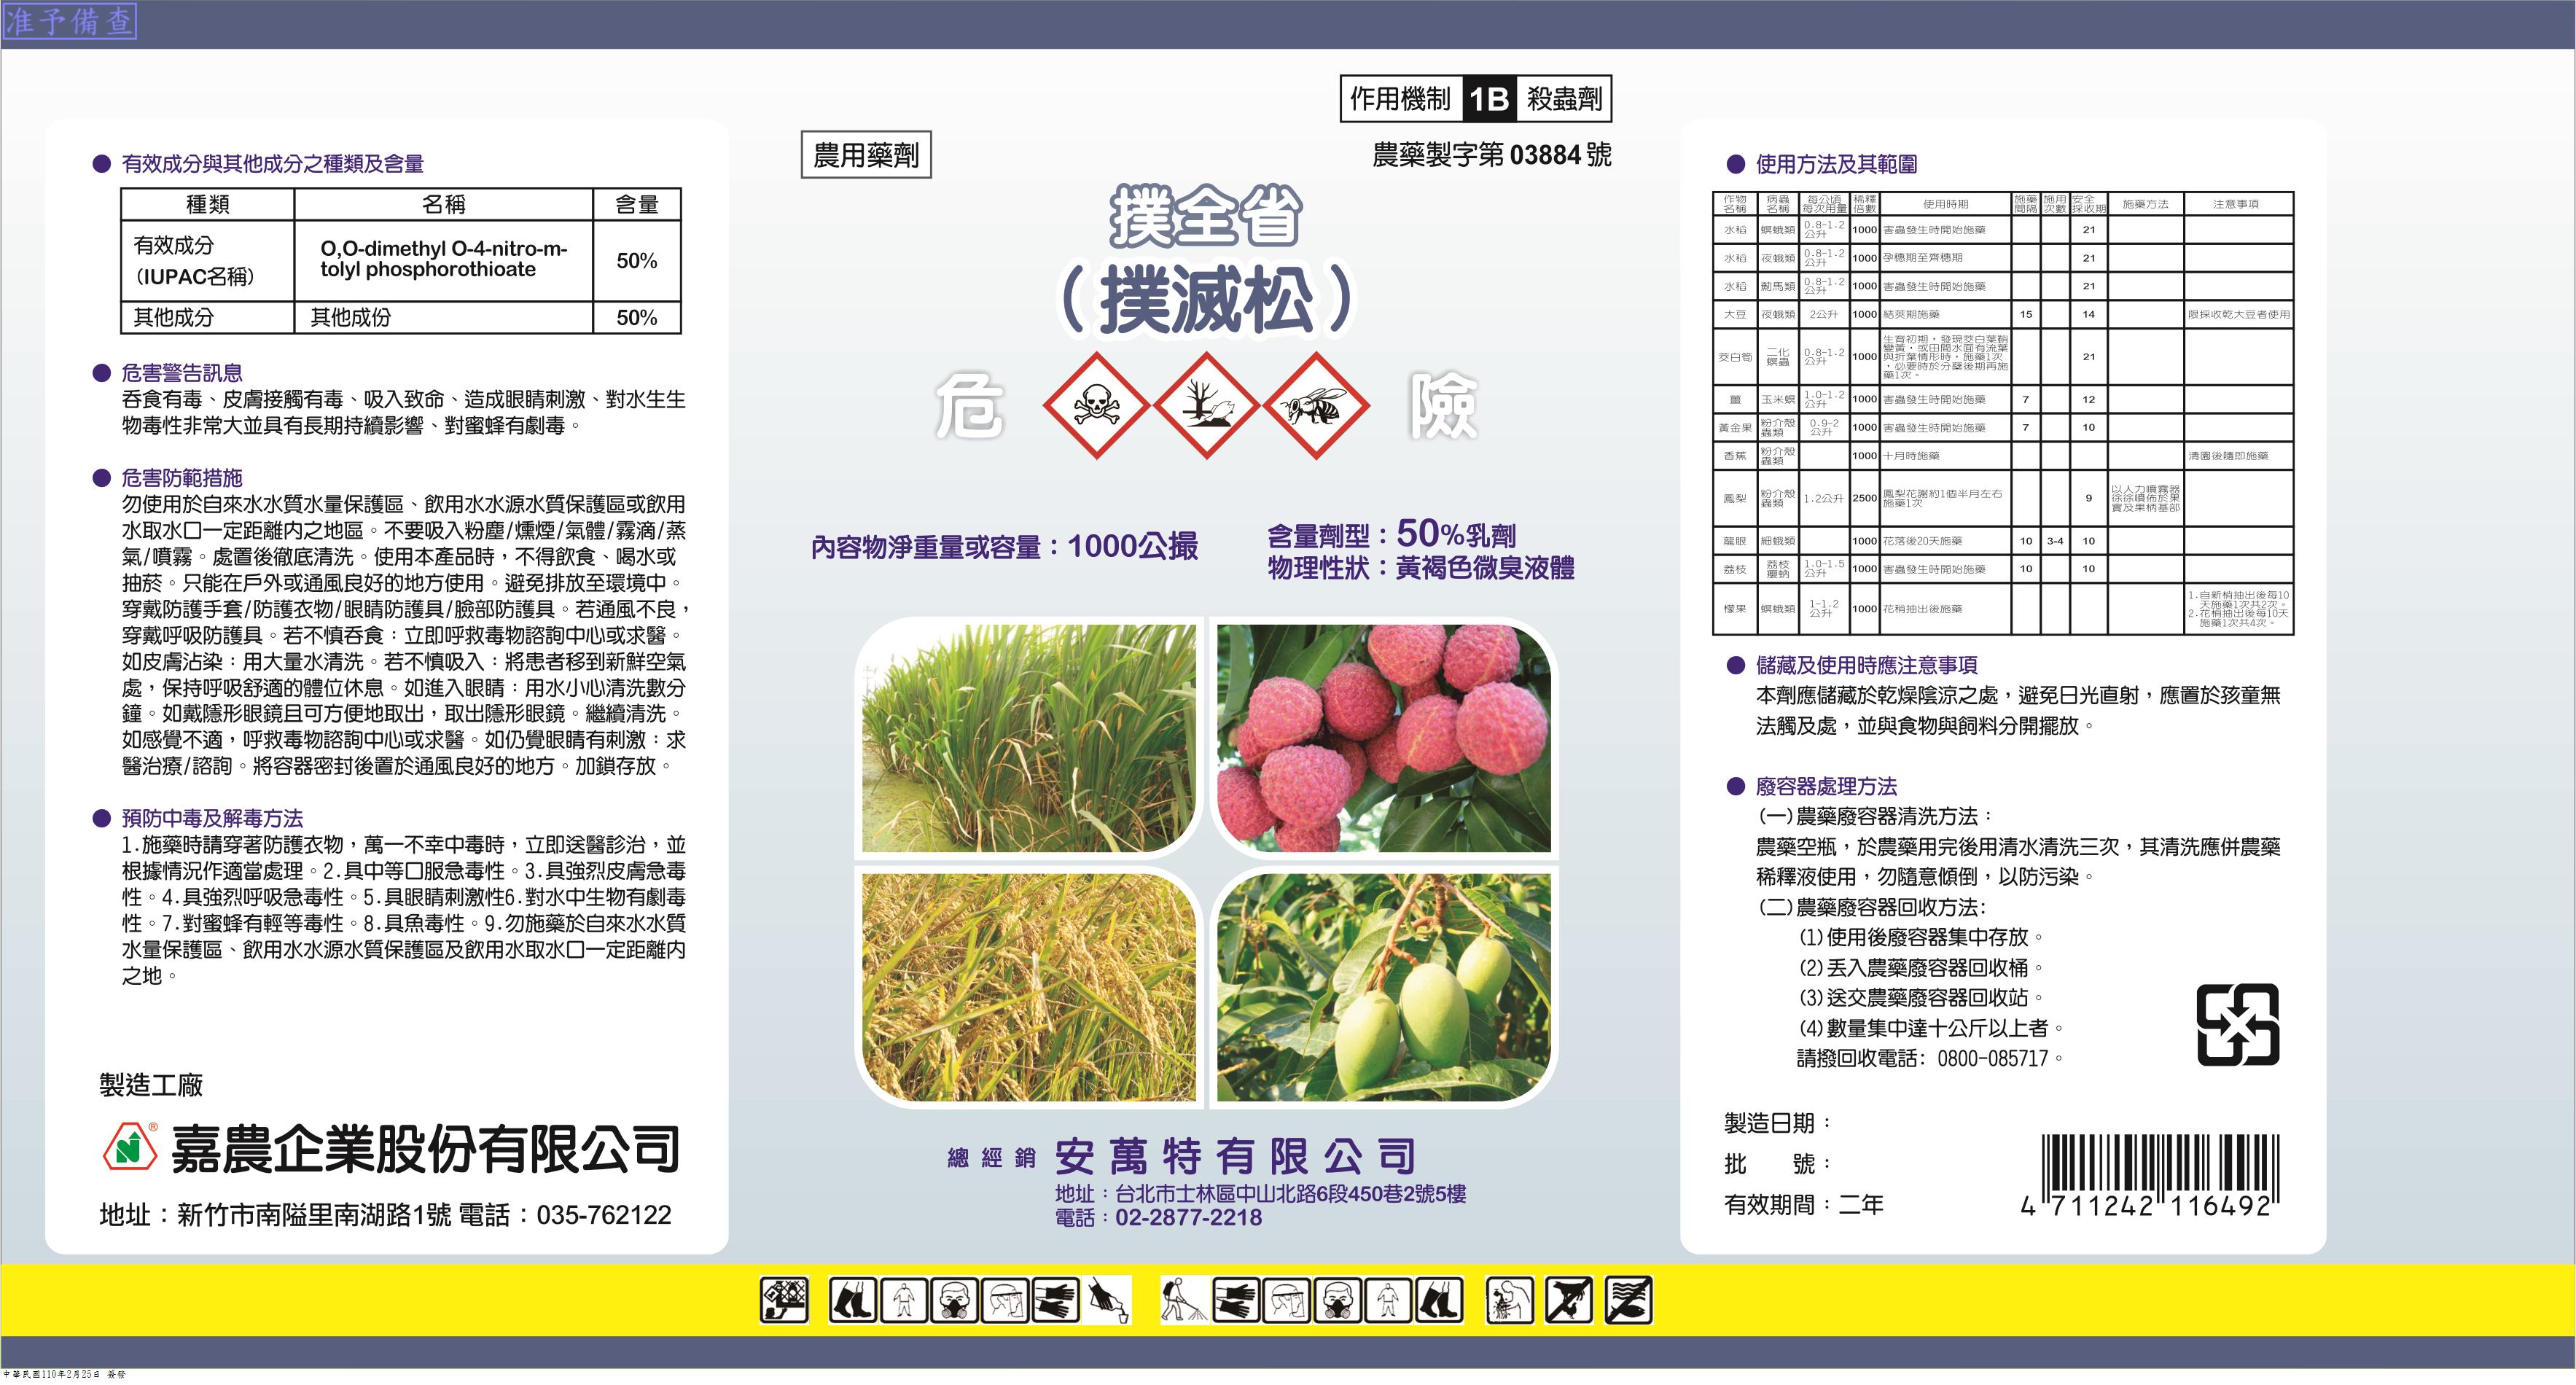 准予備查
● 有效成分與其他成分之種類及含量
種類 名稱 含量
有效成分
(IUPAC名稱)
O,O-dimethyl O-4-nitro-m-
tolyl phosphorothioate
50%
其他成分 其他成份 50%
● 危害警告訊息
吞食有毒、皮膚接觸有毒、吸入致命、造成眼睛刺激、對水生生
物毒性非常大並具有長期持續影響、對蜜蜂有劇毒。
● 危害防範措施
勿使用於自來水水質水量保護區、飲用水水源水質保護區或飲用
水取水口一定距離內之地區。不要吸入粉塵/燻煙/氣體/霧滴/蒸
氣/噴霧。處置後徹底清洗。使用本產品時，不得飲食、喝水或
抽菸。只能在戶外或通風良好的地方使用。避免排放至環境中。
穿戴防護手套/防護衣物/眼睛防護具/臉部防護具。若通風不良，
穿戴呼吸防護具。若不慎吞食：立即呼救毒物諮詢中心或求醫。
如皮膚沾染：用大量水清洗。若不慎吸入：將患者移到新鮮空氣
處，保持呼吸舒適的體位休息。如進入眼睛：用水小心清洗數分
鐘。如戴隱形眼鏡且可方便地取出，取出隱形眼鏡。繼續清洗。
如感覺不適，呼救毒物諮詢中心或求醫。如仍覺眼睛有刺激：求
醫治療/諮詢。將容器密封後置於通風良好的地方。加鎖存放。
● 預防中毒及解毒方法
1.施藥時請穿著防護衣物，萬一不幸中毒時，立即送醫診治，並
根據情況作適當處理。2.具中等口服急毒性。3.具強烈皮膚急毒
性。4.具強烈呼吸急毒性。5.具眼睛刺激性6.對水中生物有劇毒
性。7.對蜜蜂有輕等毒性。8.具魚毒性。9.勿施藥於自來水水質
水量保護區、飲用水水源水質保護區及飲用水取水口一定距離內
之地。
製造工廠
® 嘉農企業股份有限公司
地址：新竹市南隘里南湖路1號 電話：035-762122
作用機制 1B 殺蟲劑
農用藥劑
農藥製字第 03884 號
撲全省
（撲滅松）
危 險
內容物淨重量或容量：1000公撮
含量劑型：50%乳劑
物理性狀：黃褐色微臭液體
總經銷 安萬特有限公司
地址：台北市士林區中山北路6段450巷2號5樓
電話：02-2877-2218
● 使用方法及其範圍
作物名稱 病蟲名稱 每公頃每次用量 稀釋倍數 使用時期 施藥間隔 施用次數 安全採收期 施藥方法 注意事項
水稻 螟蛾類 0.8-1.2公升 1000 害蟲發生時開始施藥 21
水稻 夜蛾類 0.8-1.2公升 1000 孕穗期至齊穗期 21
水稻 薊馬類 0.8-1.2公升 1000 害蟲發生時開始施藥 21
大豆 夜蛾類 2公升 1000 結莢期施藥 15 14 限採收乾大豆者使用
茭白筍 二化螟蟲 0.8-1.2公升 1000 生育初期，發現茭白葉鞘變黃，或田間水面有流葉與折葉情形時，施藥1次，必要時於分蘗後期再施藥1次。 21
薑 玉米螟 1.0-1.2公升 1000 害蟲發生時開始施藥 7 12
黃金果 粉介殼蟲類 0.9-2公升 1000 害蟲發生時開始施藥 7 10
香蕉 粉介殼蟲類 1000 十月時施藥 清園後隨即施藥
鳳梨 粉介殼蟲類 1.2公升 2500 鳳梨花謝約1個半月左右施藥1次 9 以人力噴霧器徐徐噴佈於果實及果柄基部
龍眼 細蛾類 1000 花落後20天施藥 10 3-4 10
荔枝 荔枝癭蚋 1.0-1.5公升 1000 害蟲發生時開始施藥 10 10
檬果 螟蛾類 1-1.2公升 1000 花梢抽出後施藥 1.自新梢抽出後每10天施藥1次共2次。2.花梢抽出後每10天施藥1次共4次。
● 儲藏及使用時應注意事項
本劑應儲藏於乾燥陰涼之處，避免日光直射，應置於孩童無
法觸及處，並與食物與飼料分開擺放。
● 廢容器處理方法
(一)農藥廢容器清洗方法：
農藥空瓶，於農藥用完後用清水清洗三次，其清洗應併農藥
稀釋液使用，勿隨意傾倒，以防污染。
(二)農藥廢容器回收方法:
(1)使用後廢容器集中存放。
(2)丟入農藥廢容器回收桶。
(3)送交農藥廢容器回收站。
(4)數量集中達十公斤以上者。
請撥回收電話: 0800-085717。
製造日期：
批 號：
有效期間：二年
4 711242 116492
中華民國110年2月25日 簽發